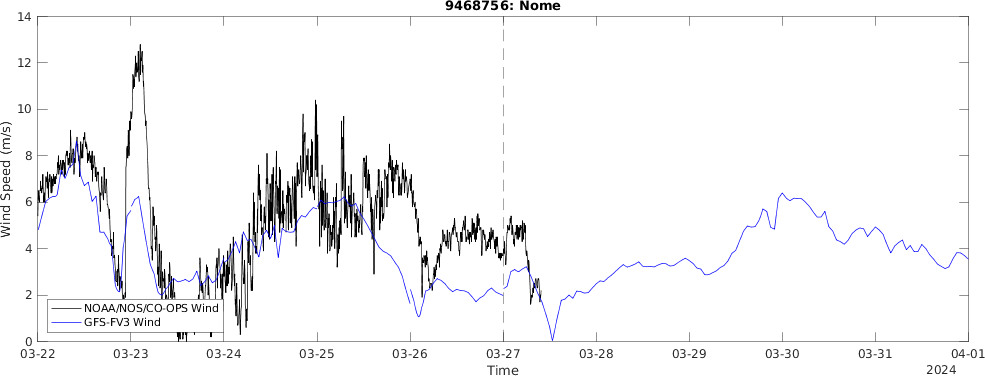 9468756: Nome
14
12
10
8
6
4
2
0
Wind Speed (m/s)
NOAA/NOS/CO-OPS Wind
GFS-FV3 Wind
03-22 03-23 03-24 03-25 03-26 03-27 03-28 03-29 03-30 03-31 04-01
Time
2024